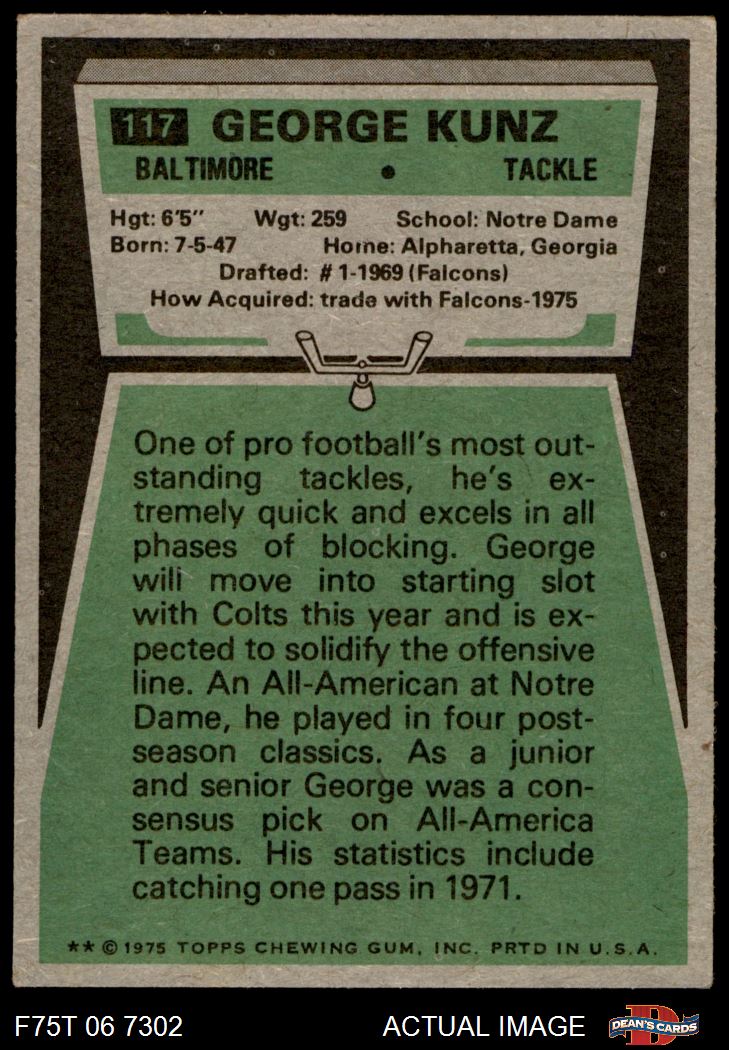 117 GEORGE KUNZ
BALTIMORE • TACKLE
Hgt: 6'5" Wgt: 259 School: Notre Dame
Born: 7-5-47 Home: Alpharetta, Georgia
Drafted: #1-1969 (Falcons)
How Acquired: trade with Falcons-1975
One of pro football's most out-
standing tackles, he's ex-
tremely quick and excels in all
phases of blocking. George
will move into starting slot
with Colts this year and is ex-
pected to solidify the offensive
line. An All-American at Notre
Dame, he played in four post-
season classics. As a junior
and senior George was a con-
sensus pick on All-America
Teams. His statistics include
catching one pass in 1971.
** © 1975 TOPPS CHEWING GUM, INC. PRTD IN U.S.A.
F75T 06 7302 ACTUAL IMAGE D DEAN'S CARDS